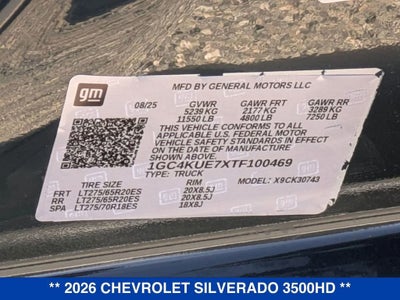 gm
MFD BY GENERAL MOTORS LLC
08/25 GVWR GAWR FRT GAWR RR
5239 KG 2177 KG 3289 KG
11550 LB 4800 LB 7250 LB
THIS VEHICLE CONFORMS TO ALL
APPLICABLE U.S. FEDERAL MOTOR
VEHICLE SAFETY STANDARDS IN EFFECT
ON THE DATE OF MANUFACTURE SHOWN ABOVE.
1GC4KUE7XTF100469
TYPE: TRUCK MODEL: X9CK30743
TIRE SIZE RIM
FRT LT275/65R20ES 20X8.5J
RR LT275/65R20ES 20X8.5J
SPA LT275/70R18ES 18X8J
** 2026 CHEVROLET SILVERADO 3500HD **